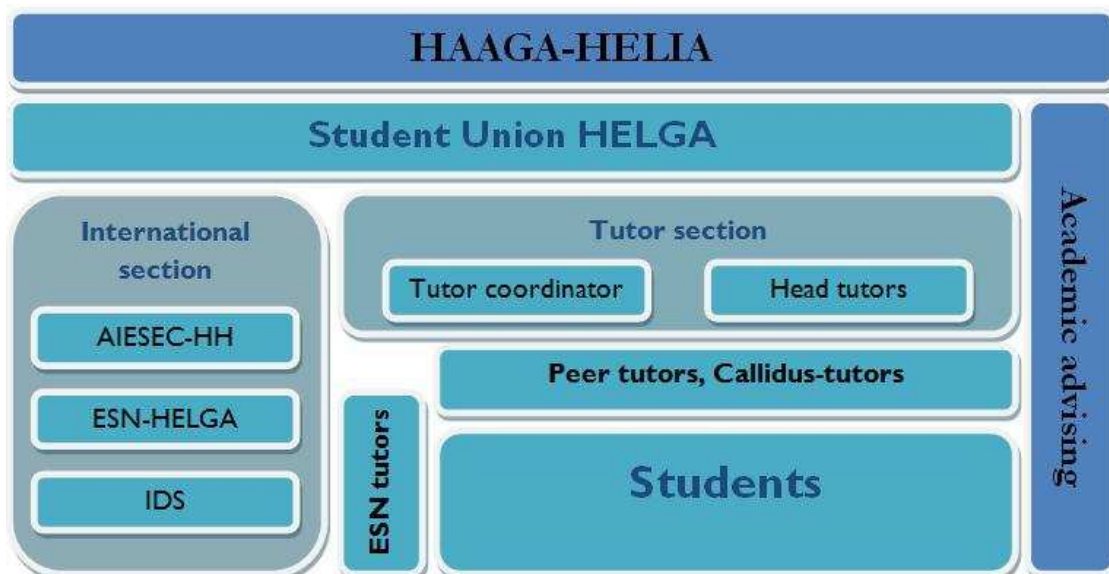 HAAGA-HELIA
Student Union HELGA
Academic advising
International
section
AIESEC-HH
ESN-HELGA
IDS
Tutor section
Tutor coordinator
Head tutors
Peer tutors, Callidus-tutors
ESN tutors
Students